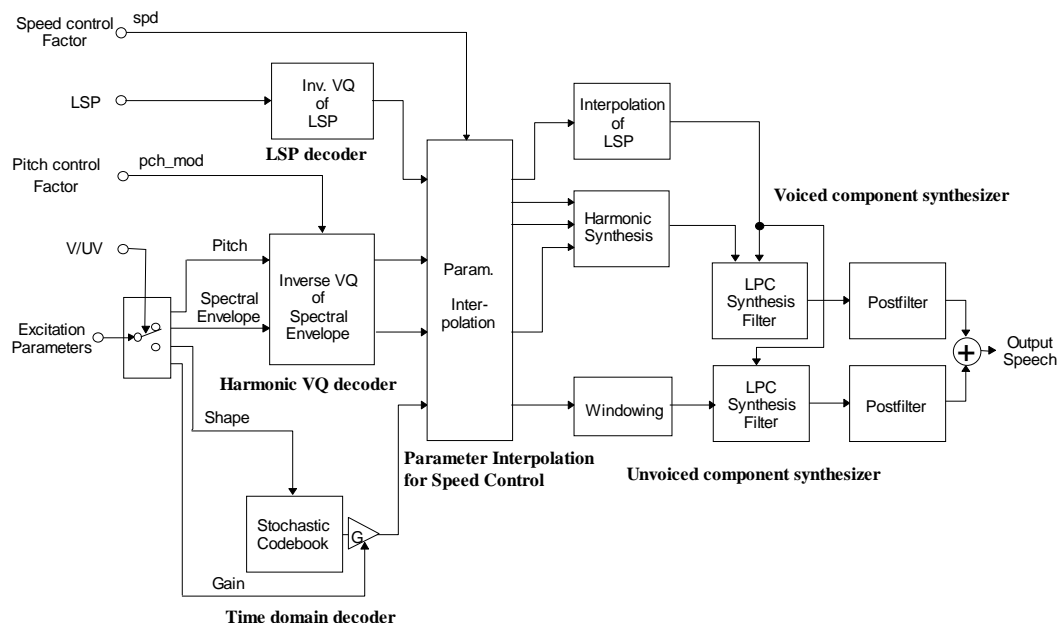 Speed control
Factor
spd
LSP
Inv. VQ
of
LSP
LSP decoder
Interpolation
of
LSP
Pitch control
Factor
pch_mod
Voiced component synthesizer
V/UV
Pitch
Spectral
Envelope
Inverse VQ
of
Spectral
Envelope
Harmonic VQ decoder
Excitation
Parameters
Param.
Inter-
polation
Harmonic
Synthesis
LPC
Synthesis
Filter
Postfilter
+
Output
Speech
Windowing
LPC
Synthesis
Filter
Postfilter
Parameter Interpolation
for Speed Control
Unvoiced component synthesizer
Shape
Stochastic
Codebook
G
Gain
Time domain decoder